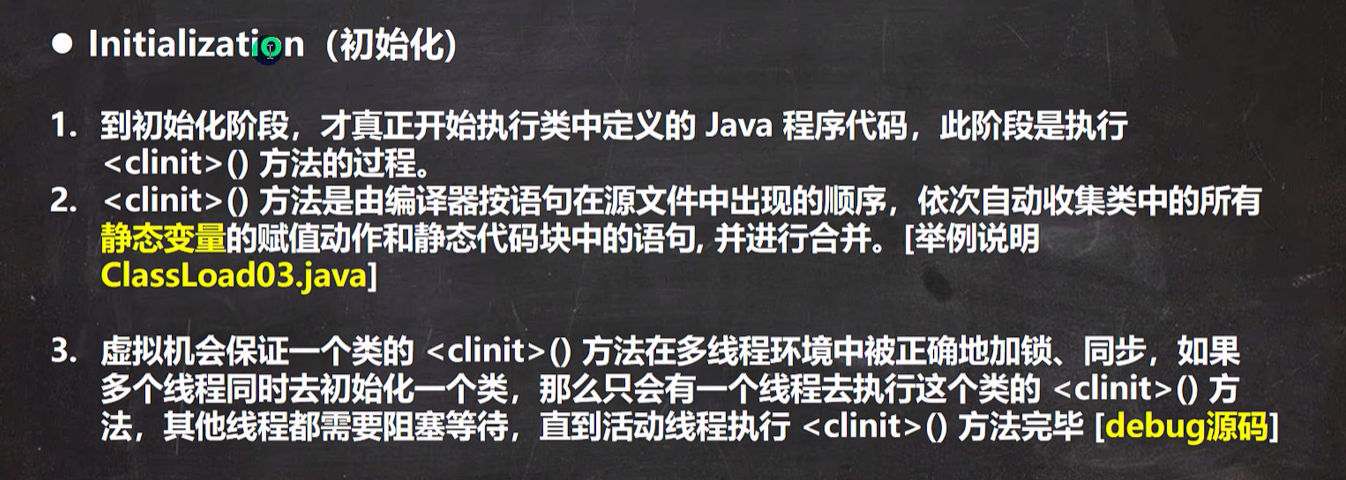 ● Initialization（初始化）
1. 到初始化阶段，才真正开始执行类中定义的 Java 程序代码，此阶段是执行
<clinit>() 方法的过程。
2. <clinit>() 方法是由编译器按语句在源文件中出现的顺序，依次自动收集类中的所有
静态变量的赋值动作和静态代码块中的语句, 并进行合并。[举例说明
ClassLoad03.java]
3. 虚拟机会保证一个类的 <clinit>() 方法在多线程环境中被正确地加锁、同步，如果
多个线程同时去初始化一个类，那么只会有一个线程去执行这个类的 <clinit>() 方
法，其他线程都需要阻塞等待，直到活动线程执行 <clinit>() 方法完毕 [debug源码]